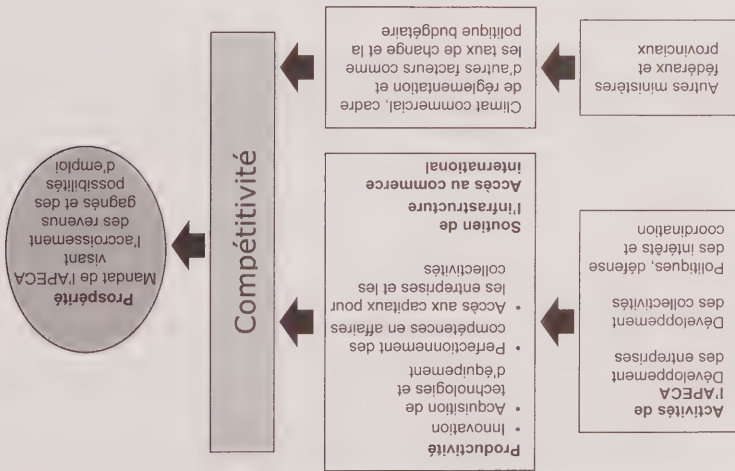 Activités de
l'APECA
Développement
des entreprises
Développement
des collectivités
Politiques, défense
des intérêts et
coordination
Productivité
• Innovation
• Acquisition de
technologies et
d'équipement
• Perfectionnement des
compétences en affaires
• Accès aux capitaux pour
les entreprises et les
collectivités
Soutien de
l'infrastructure
Accès au commerce
international
Autres ministères
fédéraux et
provinciaux
Climat commercial, cadre
de réglementation et
d'autres facteurs comme
les taux de change et la
politique budgétaire
Compétitivité
Prospérité
Mandat de l'APECA
visant
l'accroissement
des revenus
gagnés et des
possibilités
d'emploi